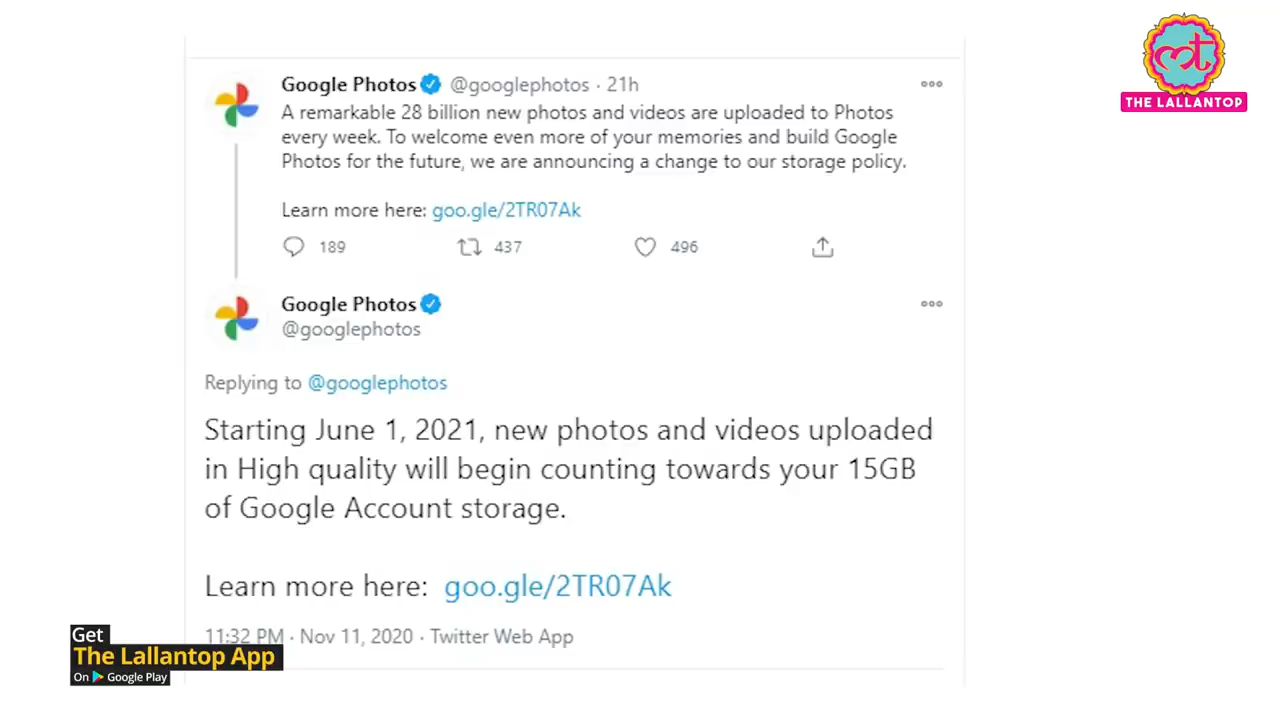 Google Photos @googlephotos · 21h
A remarkable 28 billion new photos and videos are uploaded to Photos
every week. To welcome even more of your memories and build Google
Photos for the future, we are announcing a change to our storage policy.
Learn more here: goo.gle/2TR07Ak
189 437 496
Google Photos
@googlephotos
Replying to @googlephotos
Starting June 1, 2021, new photos and videos uploaded
in High quality will begin counting towards your 15GB
of Google Account storage.
Learn more here: goo.gle/2TR07Ak
11:32 PM · Nov 11, 2020 · Twitter Web App
Get
The Lallantop App
On Google Play
लt
THE LALLANTOP